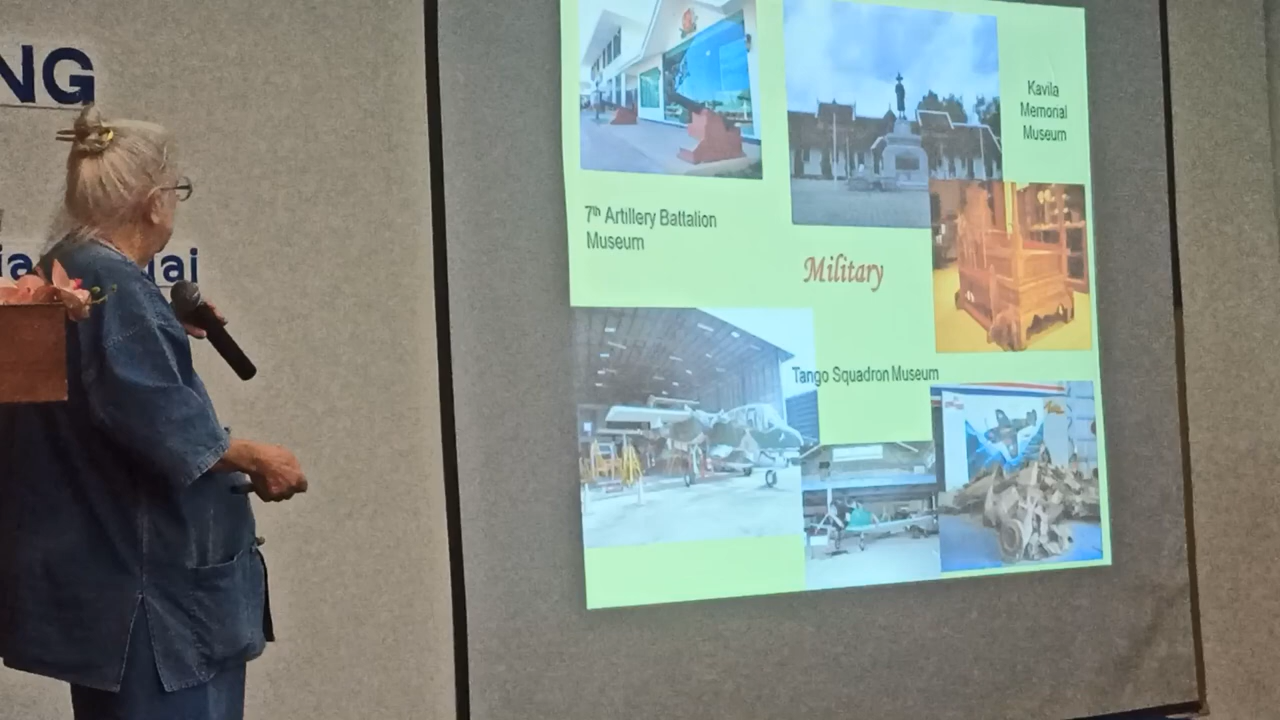 NG
7th Artillery Battalion
Museum
Kavila
Memorial
Museum
Military
Tango Squadron Museum